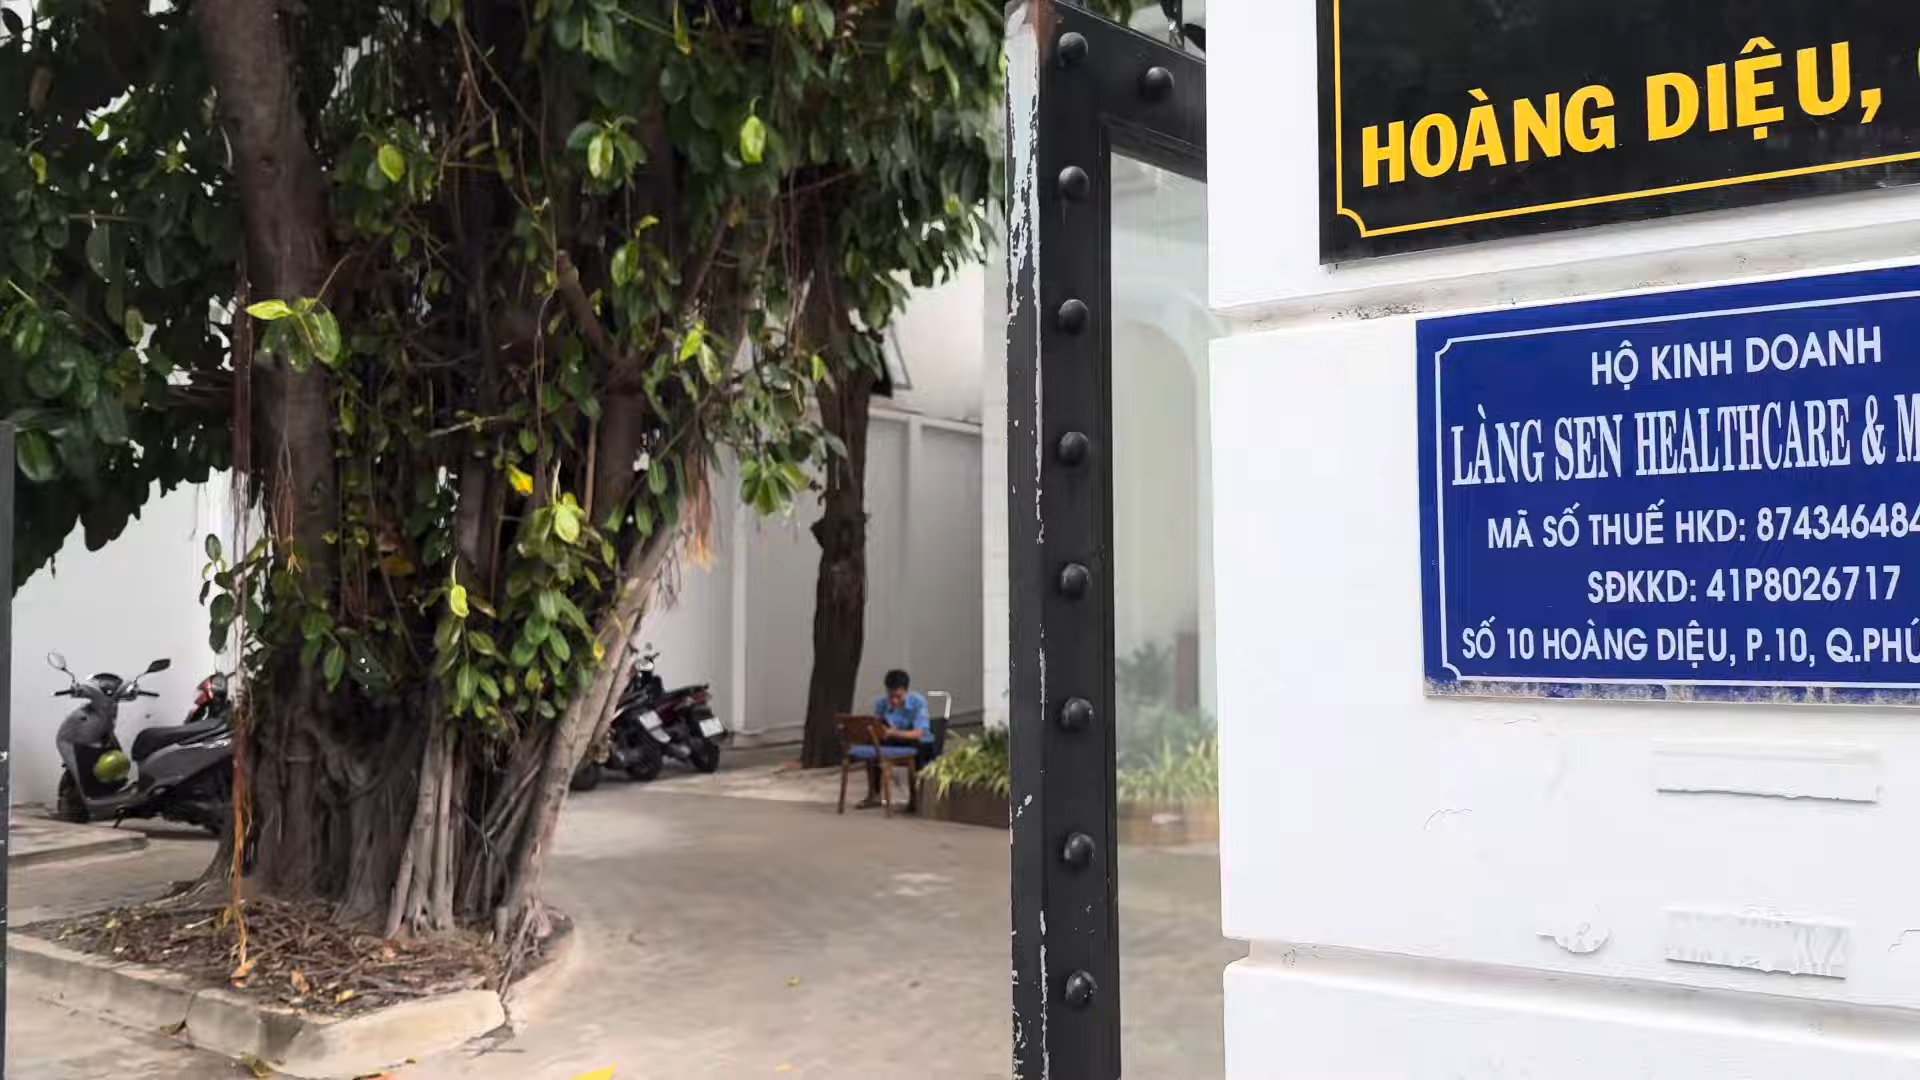 HOÀNG DIỆU,
HỘ KINH DOANH
LÀNG SEN HEALTHCARE & M
MÃ SỐ THUẾ HKD: 87434648
SĐKKD: 41P8026717
SỐ 10 HOÀNG DIỆU, P.10, Q.PHÚ